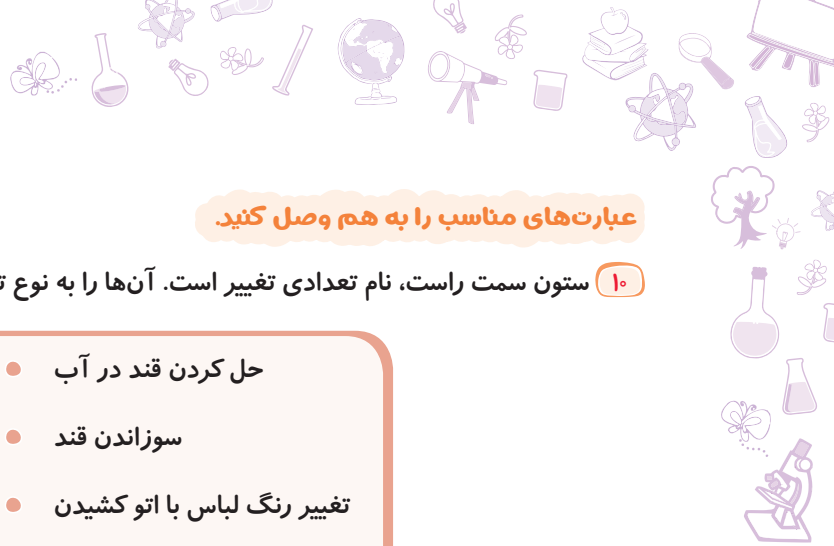 عبارت‌های مناسب را به هم وصل کنید.
۱۰ ستون سمت راست، نام تعدادی تغییر است. آن‌ها را به نوع
حل کردن قند در آب
سوزاندن قند
تغییر رنگ لباس با اتو کشیدن